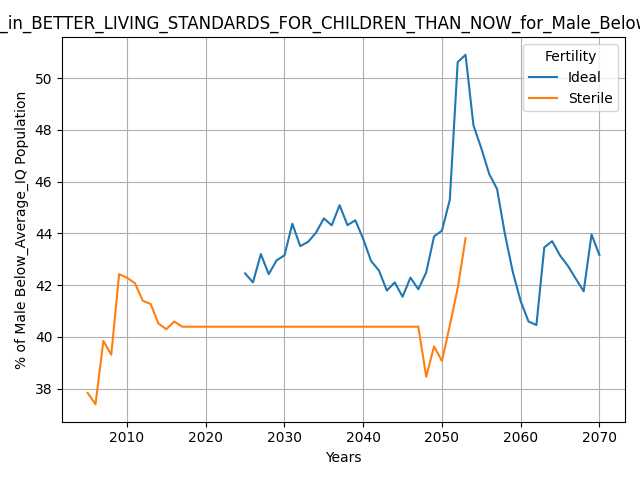 _in_BETTER_LIVING_STANDARDS_FOR_CHILDREN_THAN_NOW_for_Male_Below
Fertility
Ideal
Sterile
% of Male Below_Average_IQ Population
50
48
46
44
42
40
38
2010 2020 2030 2040 2050 2060 2070
Years